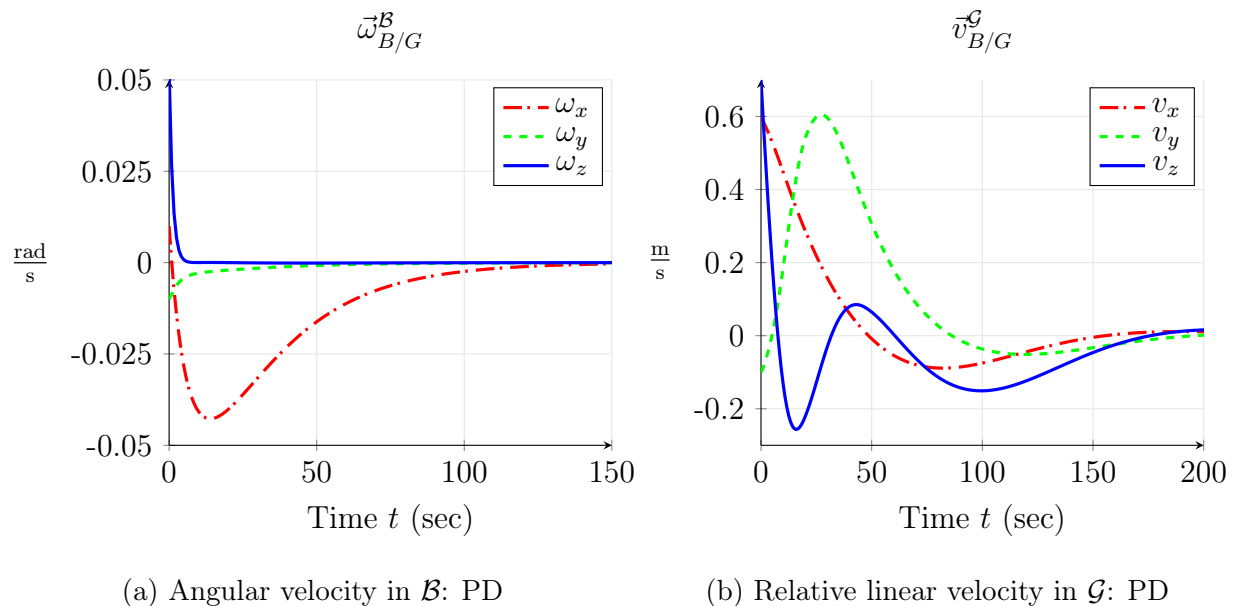 ω⃗^ℬ_{B/G}
0.05
0.025
0
-0.025
-0.05
rad/s
ω_x
ω_y
ω_z
0 50 100 150
Time t (sec)
(a) Angular velocity in ℬ: PD
v⃗^𝒢_{B/G}
0.6
0.4
0.2
0
-0.2
m/s
v_x
v_y
v_z
0 50 100 150 200
Time t (sec)
(b) Relative linear velocity in 𝒢: PD